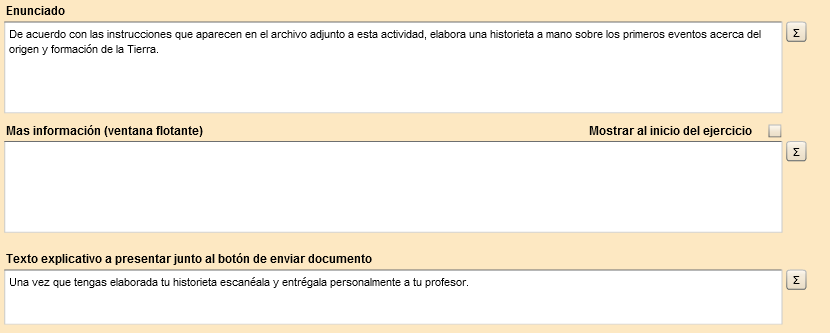 Enunciado
De acuerdo con las instrucciones que aparecen en el archivo adjunto a esta actividad, elabora una historieta a mano sobre los primeros eventos acerca del
origen y formación de la Tierra.
Σ
Mas información (ventana flotante)
Mostrar al inicio del ejercicio
Σ
Texto explicativo a presentar junto al botón de enviar documento
Una vez que tengas elaborada tu historieta escanéala y entrégala personalmente a tu profesor.
Σ